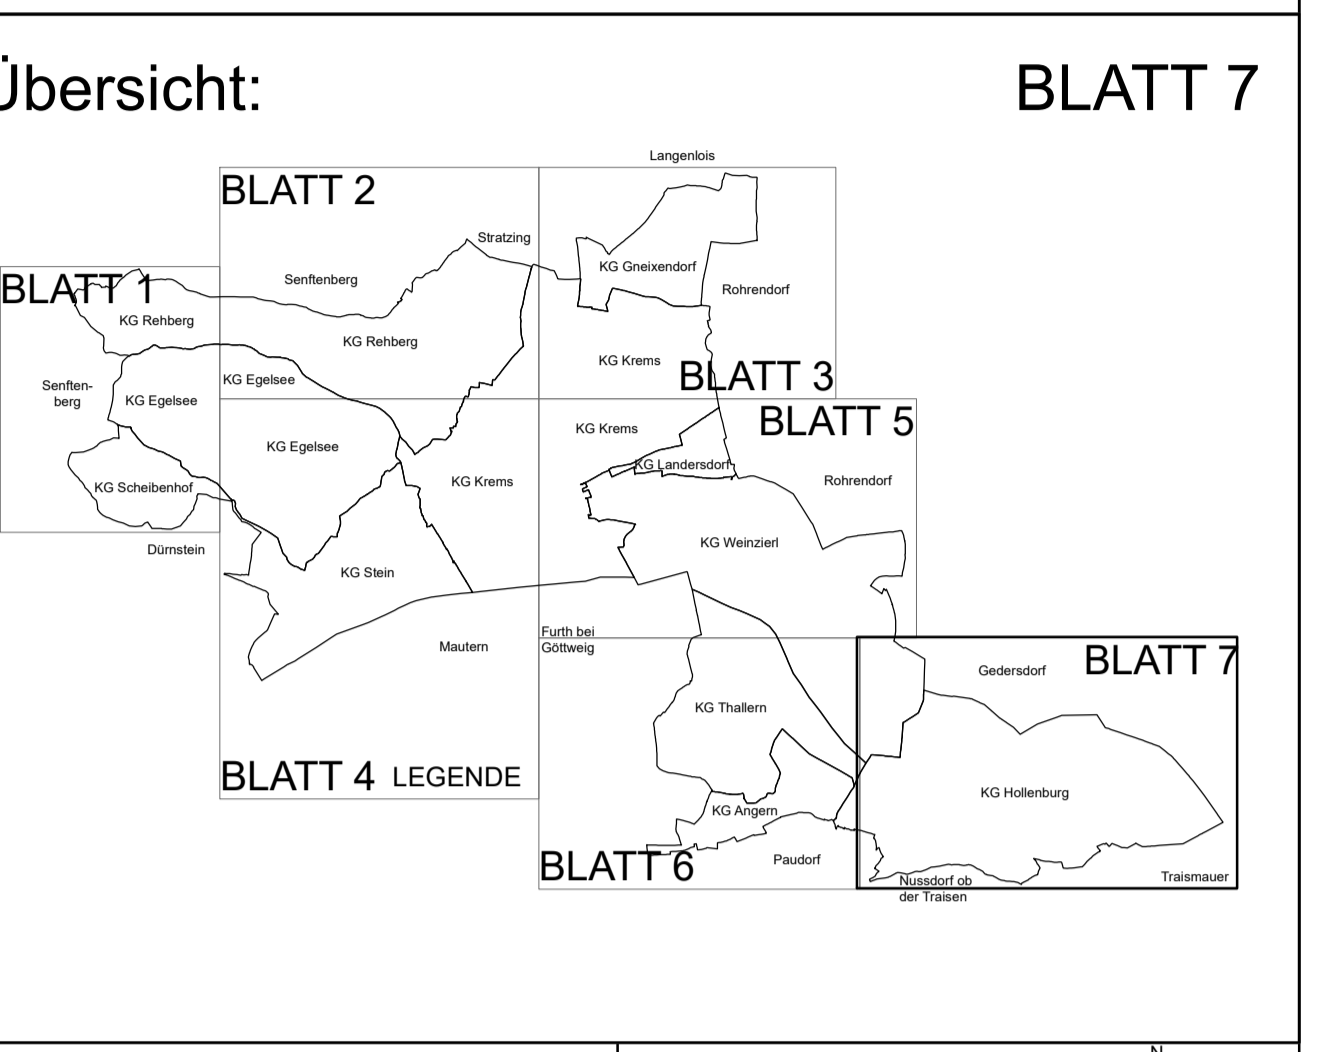 Übersicht:
BLATT 7
Langenlois
BLATT 2
Stratzing
Senftenberg
KG Gneixendorf
Rohrendorf
BLATT 1
KG Rehberg
KG Rehberg
KG Krems
BLATT 3
KG Egelsee
Senften-
berg
KG Egelsee
BLATT 5
KG Krems
KG Egelsee
KG Landersdorf
KG Krems
Rohrendorf
KG Scheibenhof
KG Weinzierl
Dürnstein
KG Stein
Furth bei
Göttweig
Mautern
BLATT 7
Gedersdorf
KG Thallern
BLATT 4 LEGENDE
KG Hollenburg
KG Angern
BLATT 6
Paudorf
Nussdorf ob
der Traisen
Traismauer